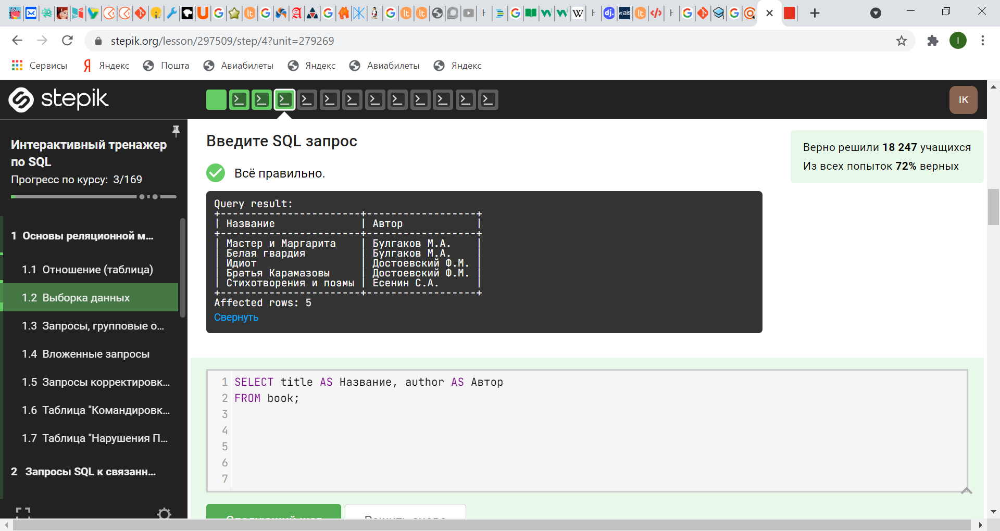 stepik.org/lesson/297509/step/4?unit=279269
I
Сервисы
Яндекс
Почта
Авиабилеты
Яндекс
Авиабилеты
Яндекс
stepik
IK
Интерактивный тренажер
по SQL
Прогресс по курсу: 3/169
1 Основы реляционной м...
1.1 Отношение (таблица)
1.2 Выборка данных
1.3 Запросы, групповые о...
1.4 Вложенные запросы
1.5 Запросы корректировк...
1.6 Таблица "Командировк...
1.7 Таблица "Нарушения П...
2 Запросы SQL к связанн...
Введите SQL запрос
Всё правильно.
Верно решили 18 247 учащихся
Из всех попыток 72% верных
Query result:
+-----------------------+------------------+
| Название | Автор |
+-----------------------+------------------+
| Мастер и Маргарита | Булгаков М.А. |
| Белая гвардия | Булгаков М.А. |
| Идиот | Достоевский Ф.М. |
| Братья Карамазовы | Достоевский Ф.М. |
| Стихотворения и поэмы | Есенин С.А. |
+-----------------------+------------------+
Affected rows: 5
Свернуть
1 SELECT title AS Название, author AS Автор
2 FROM book;
3
4
5
6
7